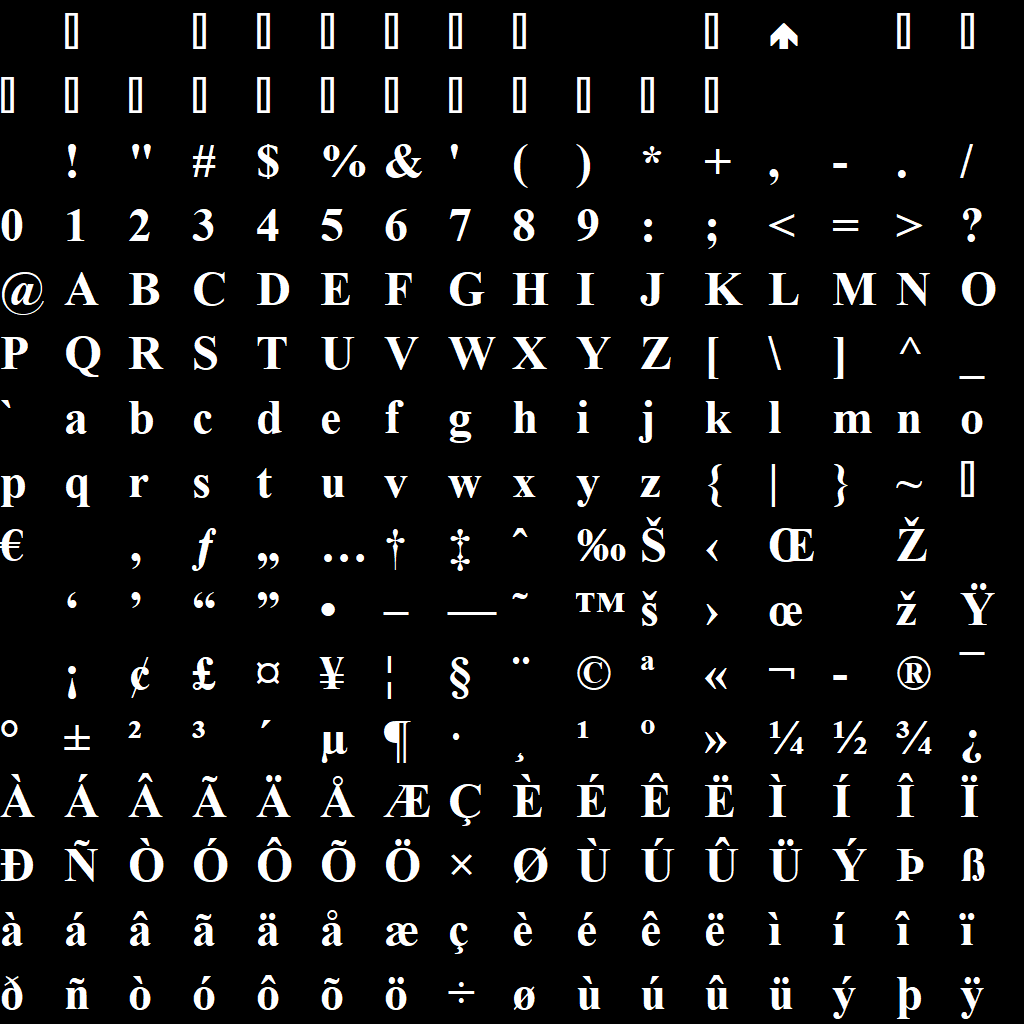 ▯ ▯ ▯ ▯ ▯ ▯ ▯ ▯ 🡅 ▯ ▯
▯ ▯ ▯ ▯ ▯ ▯ ▯ ▯ ▯ ▯ ▯ ▯
! " # $ % & ' ( ) * + , - . /
0 1 2 3 4 5 6 7 8 9 : ; < = > ?
@ A B C D E F G H I J K L M N O
P Q R S T U V W X Y Z [ \ ] ^ _
` a b c d e f g h i j k l m n o
p q r s t u v w x y z { | } ~ ▯
€ ‚ ƒ „ … † ‡ ˆ ‰ Š ‹ Œ Ž
‘ ’ “ ” • – — ˜ ™ š › œ ž Ÿ
¡ ¢ £ ¤ ¥ ¦ § ¨ © ª « ¬ - ® ¯
° ± ² ³ ´ µ ¶ · ¸ ¹ º » ¼ ½ ¾ ¿
À Á Â Ã Ä Å Æ Ç È É Ê Ë Ì Í Î Ï
Ð Ñ Ò Ó Ô Õ Ö × Ø Ù Ú Û Ü Ý Þ ß
à á â ã ä å æ ç è é ê ë ì í î ï
ð ñ ò ó ô õ ö ÷ ø ù ú û ü ý þ ÿ